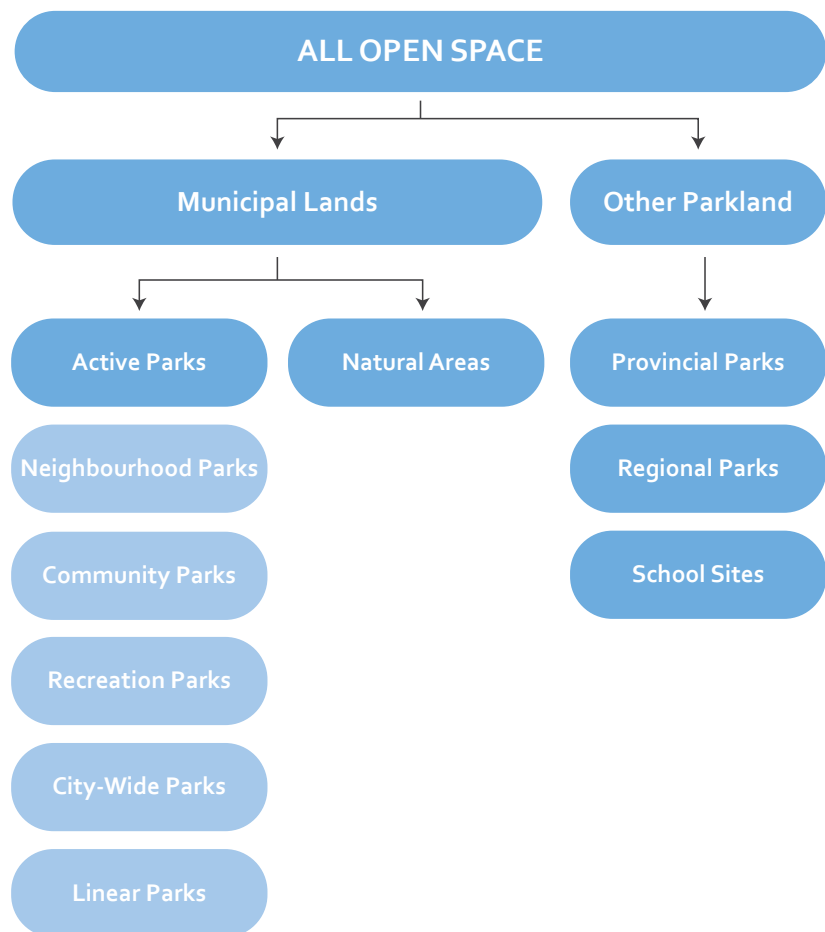 ALL OPEN SPACE
Municipal Lands
Other Parkland
Active Parks
Natural Areas
Provincial Parks
Neighbourhood Parks
Regional Parks
Community Parks
School Sites
Recreation Parks
City-Wide Parks
Linear Parks